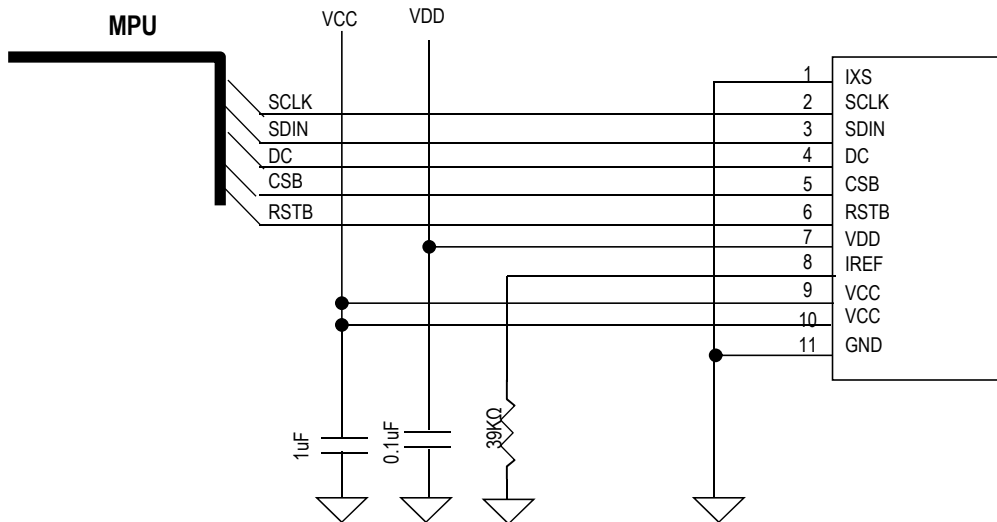 MPU
VCC
VDD
1 IXS
SCLK 2 SCLK
SDIN 3 SDIN
DC 4 DC
CSB 5 CSB
RSTB 6 RSTB
7 VDD
8 IREF
9 VCC
10 VCC
11 GND
1uF
0.1uF
39KΩ